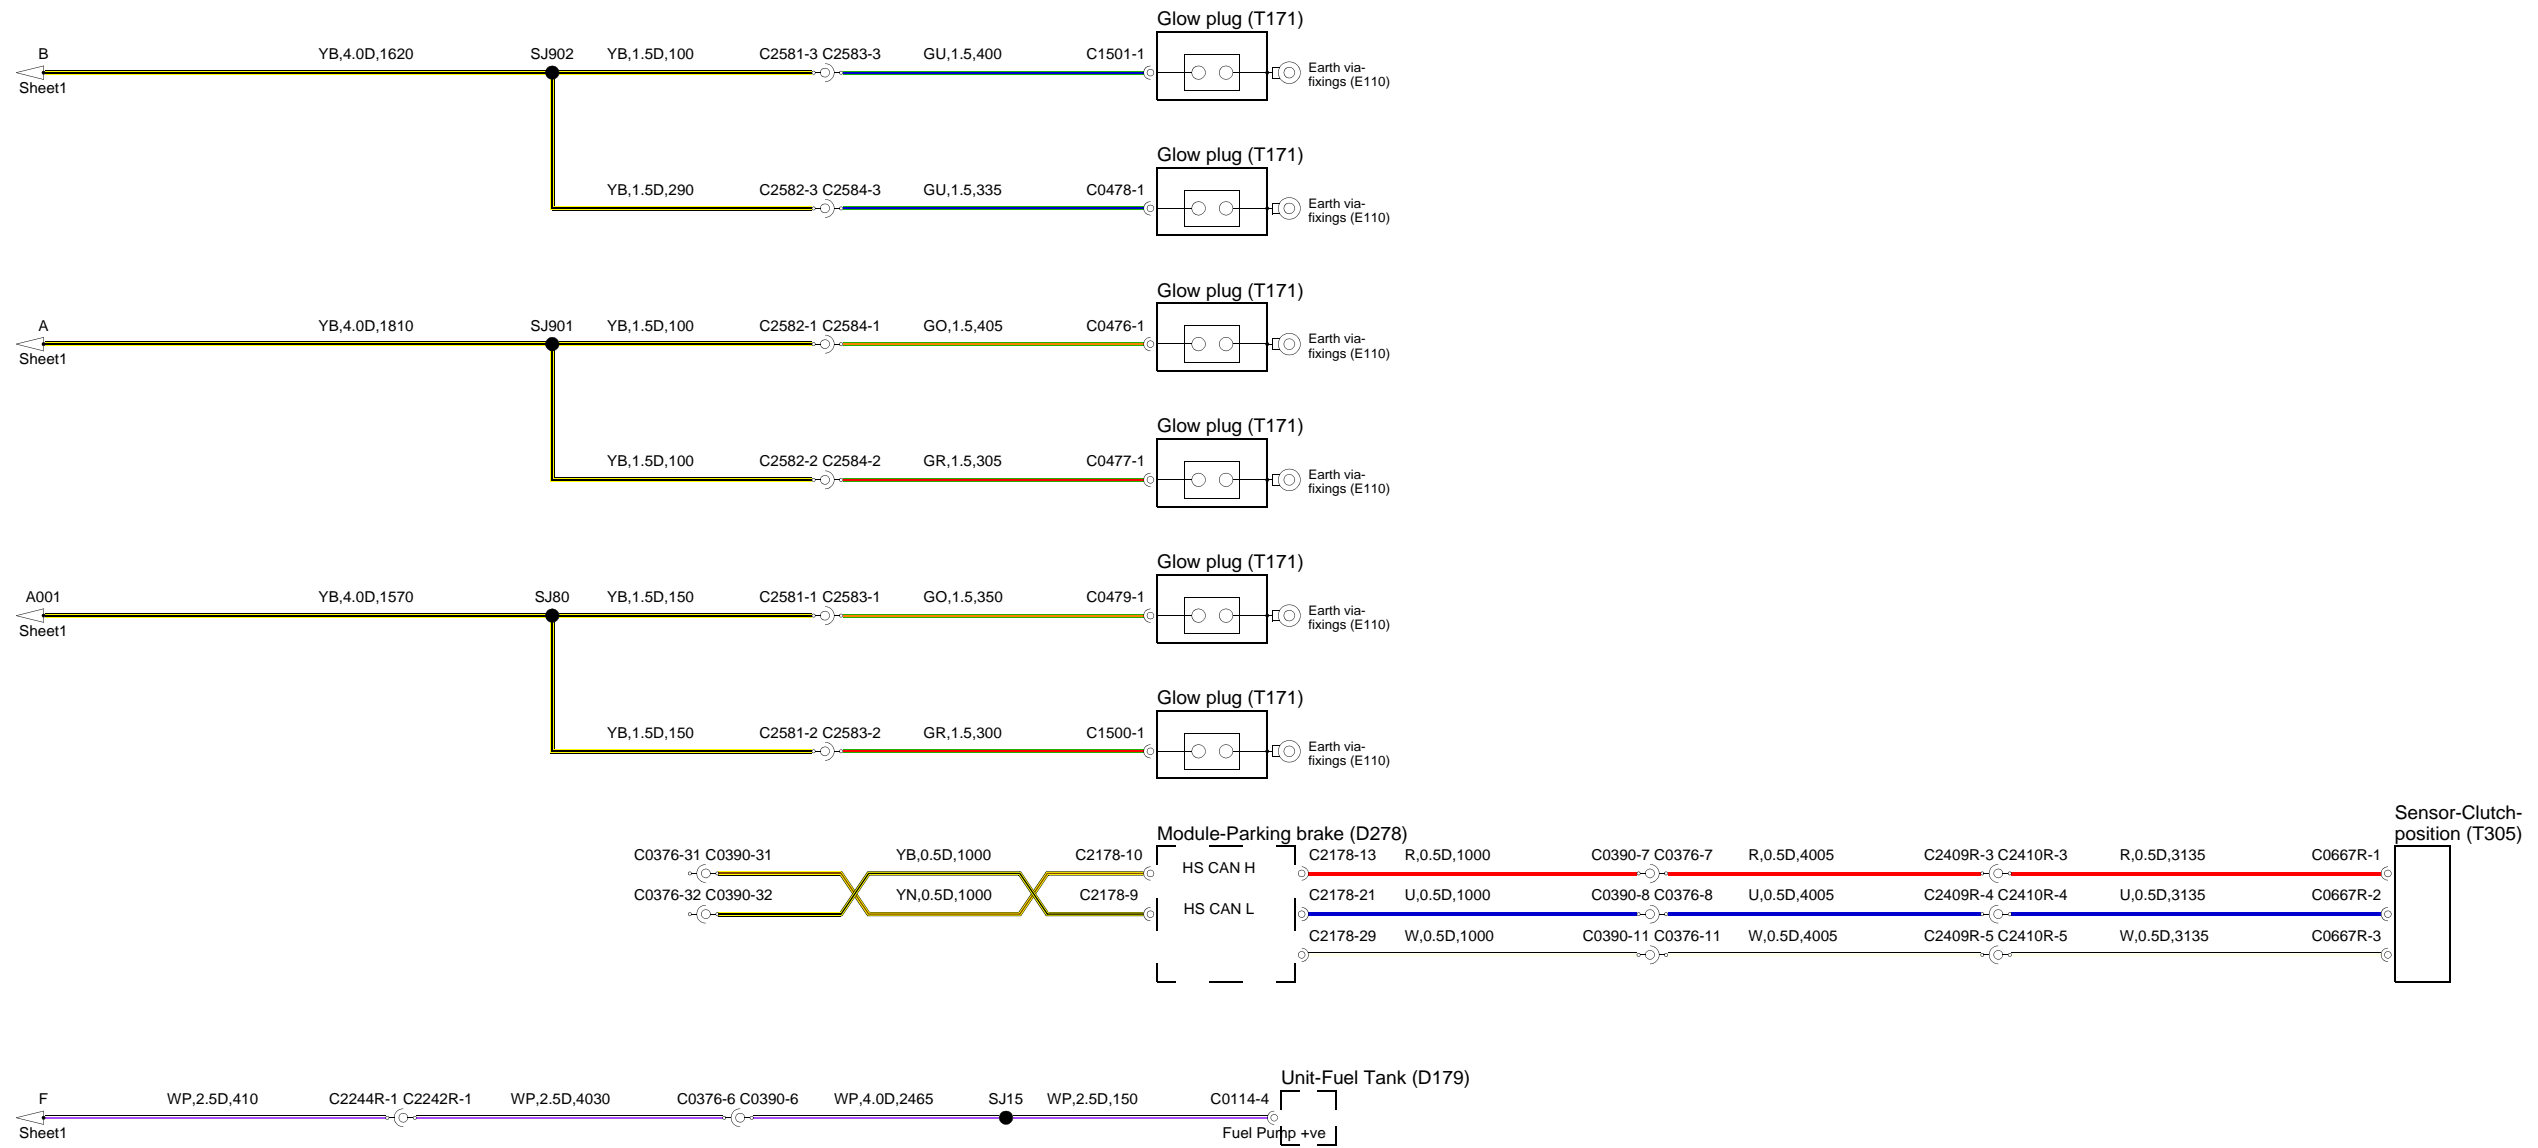 Glow plug (T171)
B YB,4.0D,1620 SJ902 YB,1.5D,100 C2581-3 C2583-3 GU,1.5,400 C1501-1
Earth via-
fixings (E110)
Sheet1
Glow plug (T171)
YB,1.5D,290 C2582-3 C2584-3 GU,1.5,335 C0478-1
Earth via-
fixings (E110)
Glow plug (T171)
A YB,4.0D,1810 SJ901 YB,1.5D,100 C2582-1 C2584-1 GO,1.5,405 C0476-1
Earth via-
fixings (E110)
Sheet1
Glow plug (T171)
YB,1.5D,100 C2582-2 C2584-2 GR,1.5,305 C0477-1
Earth via-
fixings (E110)
Glow plug (T171)
A001 YB,4.0D,1570 SJ80 YB,1.5D,150 C2581-1 C2583-1 GO,1.5,350 C0479-1
Earth via-
fixings (E110)
Sheet1
Glow plug (T171)
YB,1.5D,150 C2581-2 C2583-2 GR,1.5,300 C1500-1
Earth via-
fixings (E110)
Sensor-Clutch-
position (T305)
Module-Parking brake (D278)
C0376-31 C0390-31 YB,0.5D,1000 C2178-10 HS CAN H C2178-13 R,0.5D,1000 C0390-7 C0376-7 R,0.5D,4005 C2409R-3 C2410R-3 R,0.5D,3135 C0667R-1
C0376-32 C0390-32 YN,0.5D,1000 C2178-9 HS CAN L C2178-21 U,0.5D,1000 C0390-8 C0376-8 U,0.5D,4005 C2409R-4 C2410R-4 U,0.5D,3135 C0667R-2
C2178-29 W,0.5D,1000 C0390-11 C0376-11 W,0.5D,4005 C2409R-5 C2410R-5 W,0.5D,3135 C0667R-3
Unit-Fuel Tank (D179)
F WP,2.5D,410 C2244R-1 C2242R-1 WP,2.5D,4030 C0376-6 C0390-6 WP,4.0D,2465 SJ15 WP,2.5D,150 C0114-4
Sheet1 Fuel Pump +ve